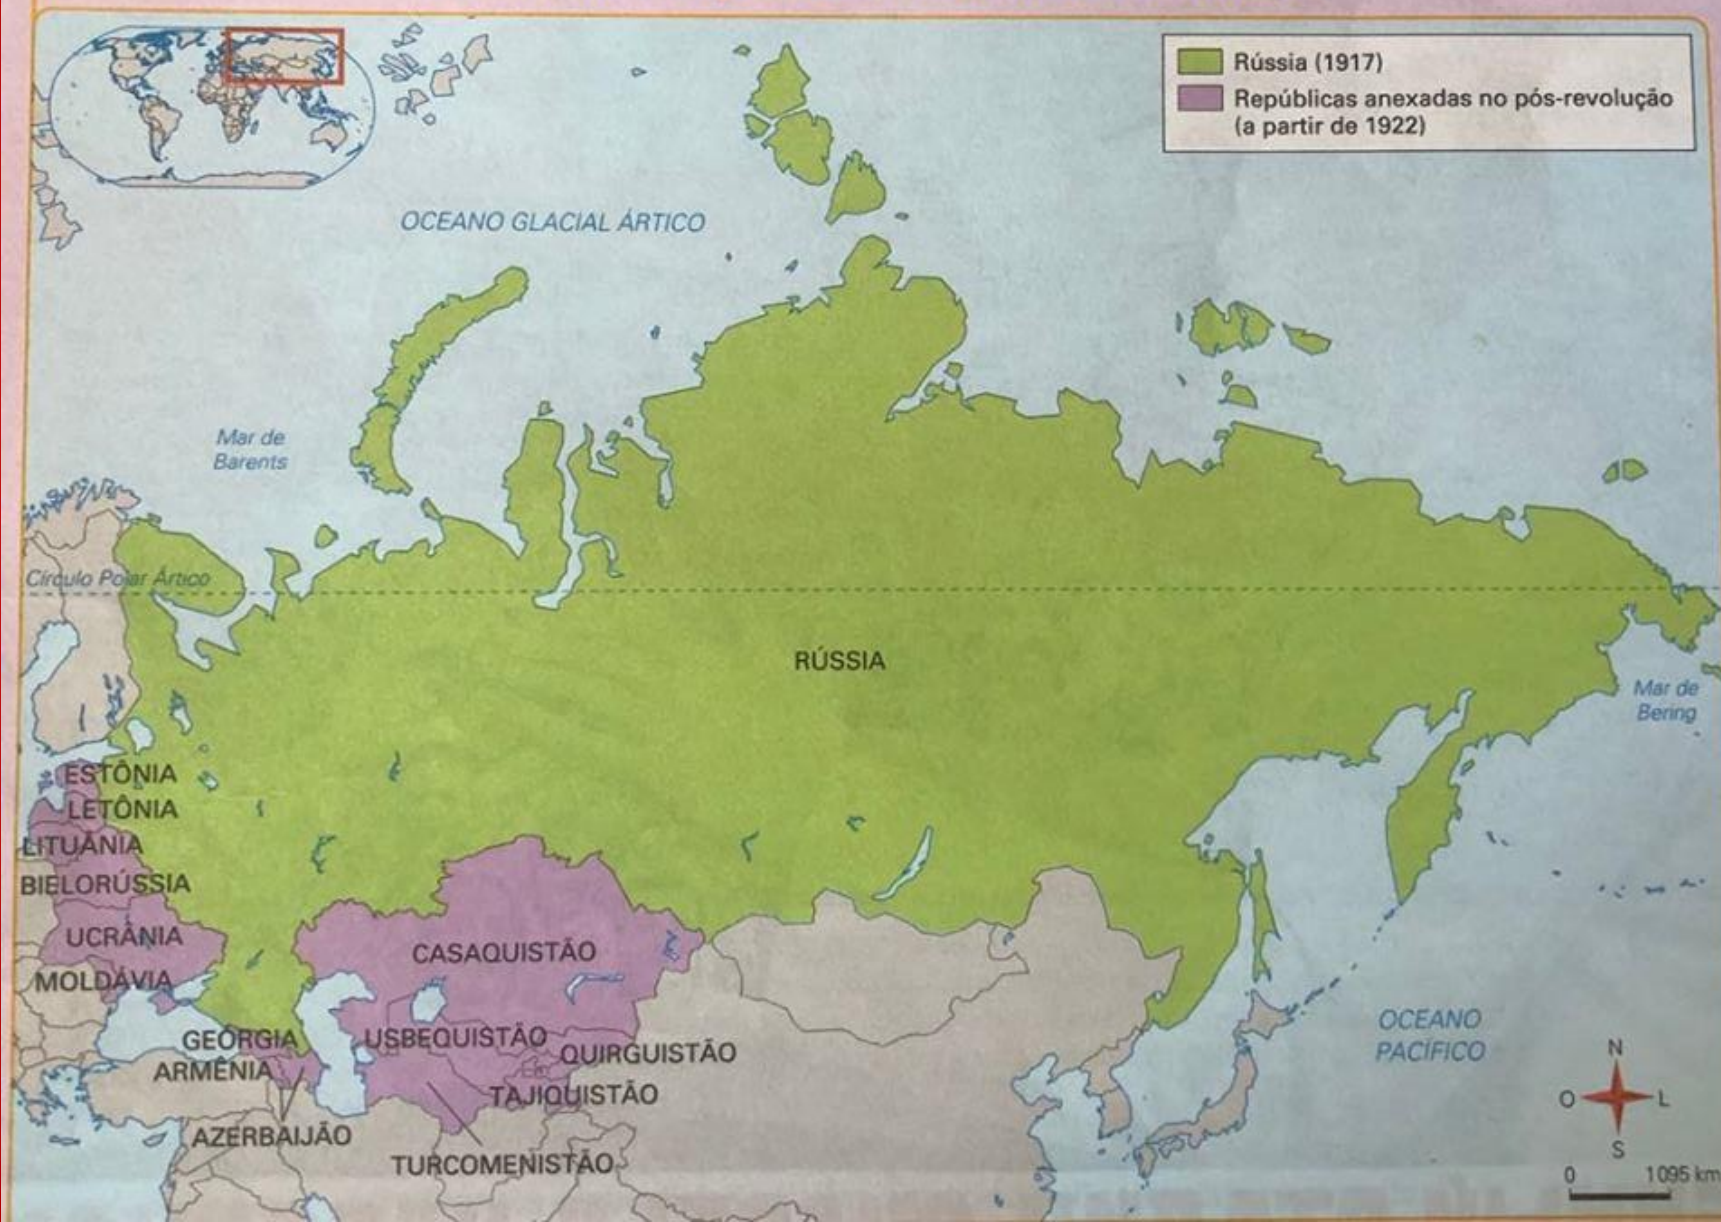 Rússia (1917)
Repúblicas anexadas no pós-revolução
(a partir de 1922)
OCEANO GLACIAL ÁRTICO
Mar de
Barents
Círculo Polar Ártico
RÚSSIA
Mar de
Bering
ESTÔNIA
LETÔNIA
LITUÂNIA
BIELORÚSSIA
UCRÂNIA
CASAQUISTÃO
MOLDÁVIA
GEÓRGIA
USBEQUISTÃO
QUIRGUISTÃO
ARMÊNIA
TAJIQUISTÃO
AZERBAIJÃO
TURCOMENISTÃO
OCEANO
PACÍFICO
N
O
L
S
0
1095 km